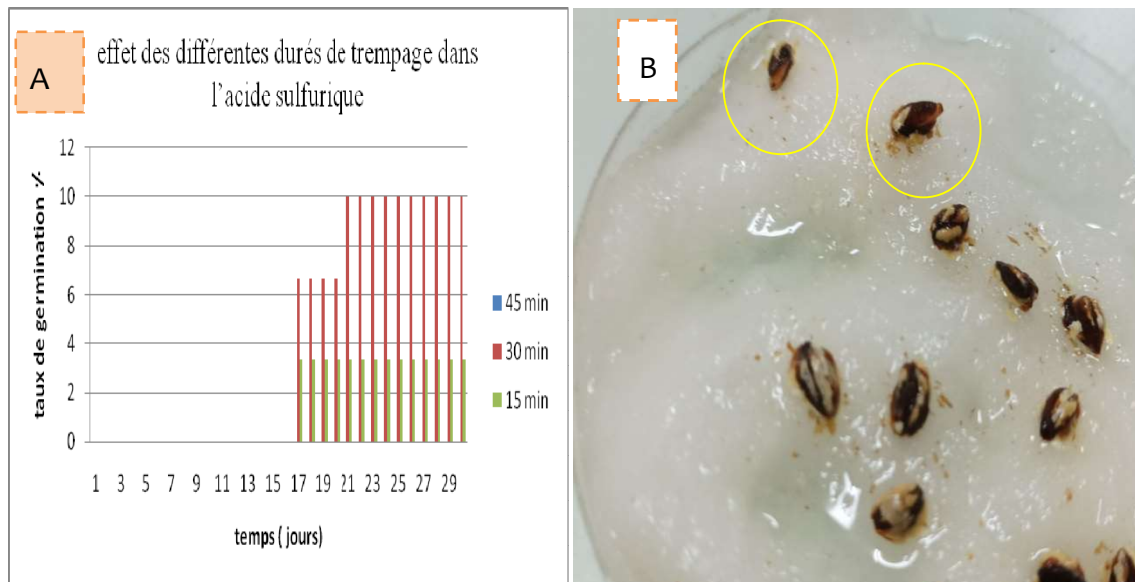 A
effet des différentes durés de trempage dans
l'acide sulfurique
taux de germination %
12
10
8
6
4
2
0
1 3 5 7 9 11 13 15 17 19 21 23 25 27 29
temps ( jours)
45 min
30 min
15 min
B